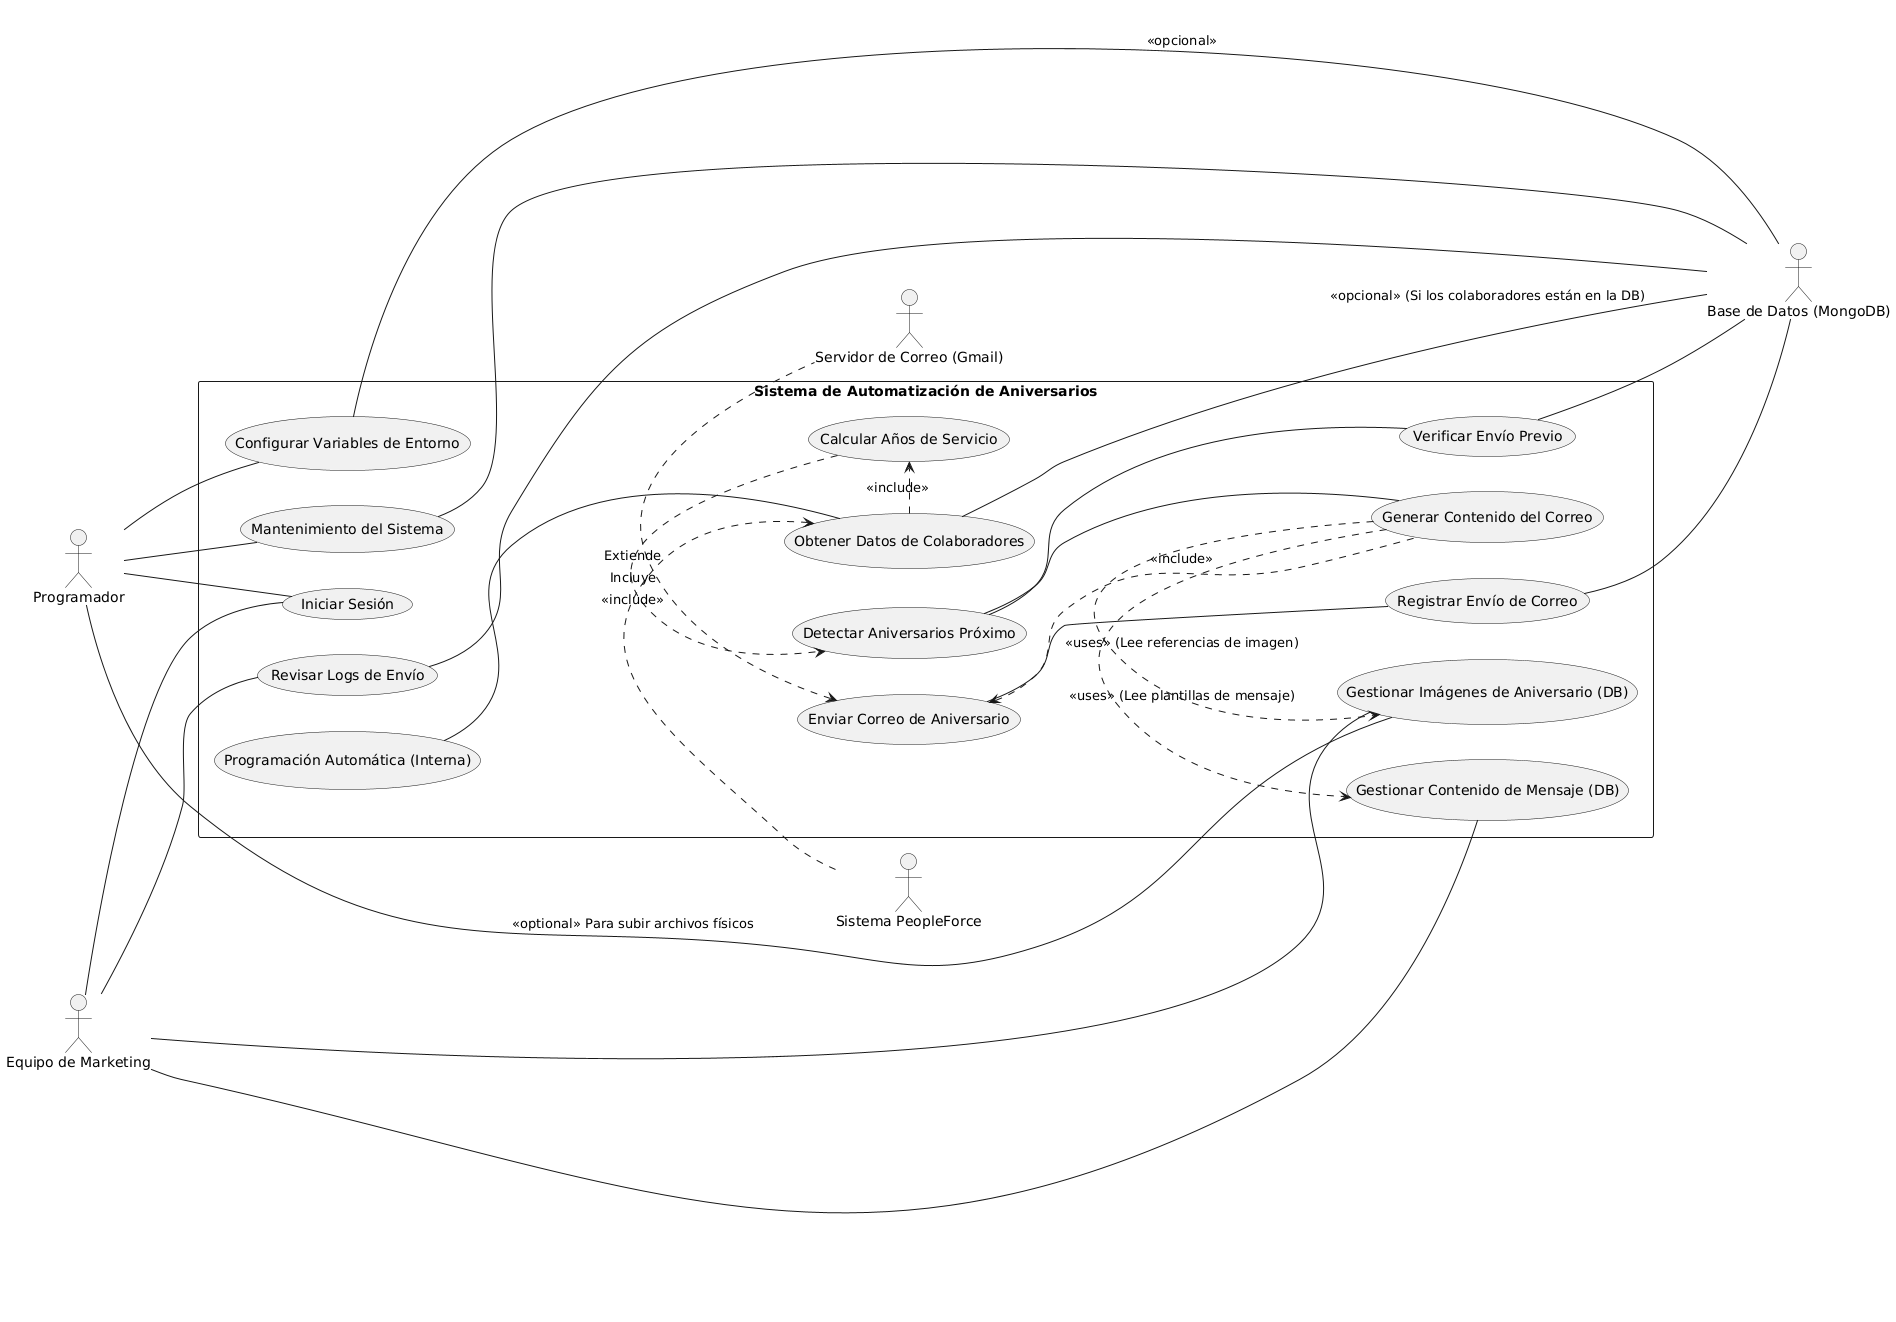 «opcional»
«opcional» (Si los colaboradores están en la DB)
Base de Datos (MongoDB)
Servidor de Correo (Gmail)
Sistema de Automatización de Aniversarios
Configurar Variables de Entorno
Calcular Años de Servicio
Verificar Envío Previo
«include»
Generar Contenido del Correo
Mantenimiento del Sistema
Obtener Datos de Colaboradores
Extiende
«include»
Incluye
Programador
«include»
Iniciar Sesión
Registrar Envío de Correo
Detectar Aniversarios Próximo
«uses» (Lee referencias de imagen)
Revisar Logs de Envío
Gestionar Imágenes de Aniversario (DB)
«uses» (Lee plantillas de mensaje)
Enviar Correo de Aniversario
Programación Automática (Interna)
Gestionar Contenido de Mensaje (DB)
Sistema PeopleForce
«optional» Para subir archivos físicos
Equipo de Marketing